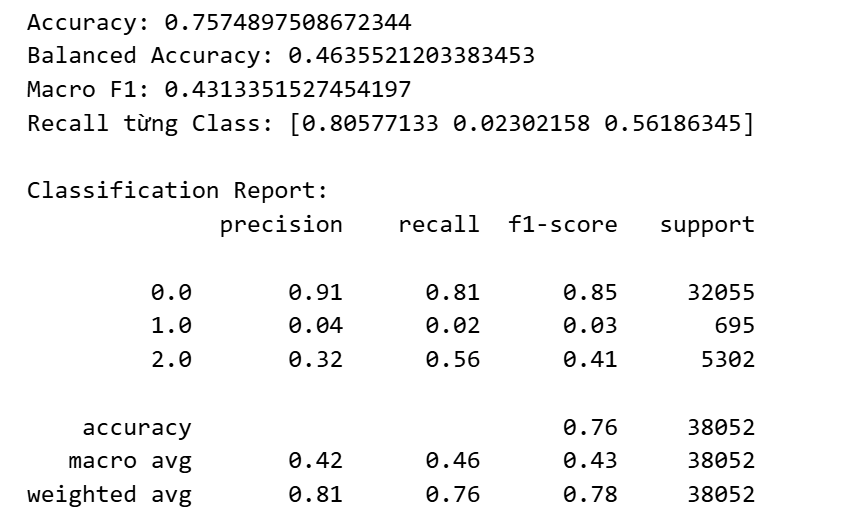 Accuracy: 0.7574897508672344
Balanced Accuracy: 0.4635521203383453
Macro F1: 0.4313351527454197
Recall từng Class: [0.80577133 0.02302158 0.56186345]
Classification Report:
precision recall f1-score support
0.0 0.91 0.81 0.85 32055
1.0 0.04 0.02 0.03 695
2.0 0.32 0.56 0.41 5302
accuracy 0.76 38052
macro avg 0.42 0.46 0.43 38052
weighted avg 0.81 0.76 0.78 38052